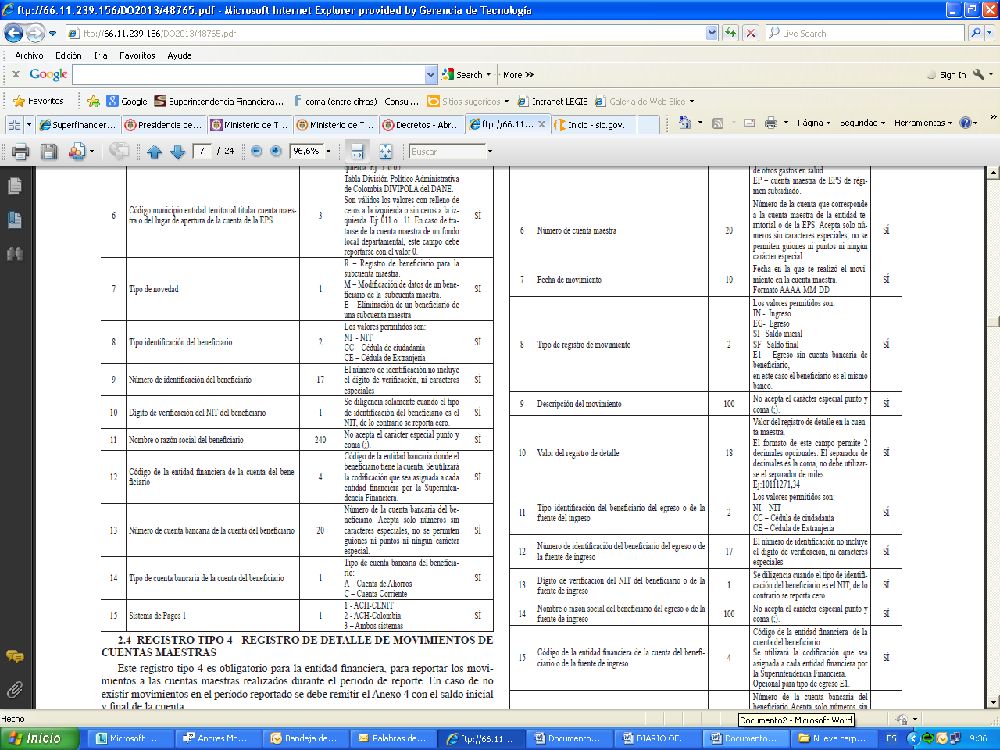 ftp://66.11.239.156/DO2013/48765.pdf - Microsoft Internet Explorer provided by Gerencia de Tecnología
ftp://66.11.239.156/DO2013/48765.pdf
Live Search
Archivo Edición Ir a Favoritos Ayuda
x Google Search More »
Sign In
Favoritos Google Superintendencia Financiera... coma (entre cifras) - Consul... Sitios sugeridos Intranet LEGIS Galería de Web Slice
Superfinancier... Presidencia de... Ministerio de T... Ministerio de T... Decretos - Abr... ftp://66.11.... Inicio - sic.gov... Página Seguridad Herramientas
7 / 24 96,6% Buscar
quierda. Ej: 5 o 05.
6 Código municipio entidad territorial titular cuenta maes-
tra o del lugar de apertura de la cuenta de la EPS.
3
Tabla División Político Administrativa
de Colombia DIVIPOLA del DANE.
Son válidos los valores con relleno de
ceros a la izquierda o sin ceros a la iz-
quierda. Ej: 011 o 11. En caso de tra-
tarse de la cuenta maestra de un fondo
local departamental, este campo debe
reportarse con el valor 0.
SÍ
7 Tipo de novedad 1
R – Registro de beneficiario para la
subcuenta maestra.
M – Modificación de datos de un bene-
ficiario de la subcuenta maestra.
E – Eliminación de un beneficiario de
una subcuenta maestra
SÍ
8 Tipo identificación del beneficiario 2
Los valores permitidos son:
NI - NIT
CC – Cédula de ciudadanía
CE – Cédula de Extranjería
SÍ
9 Número de identificación del beneficiario 17
El número de identificación no incluye
el dígito de verificación, ni caracteres
especiales
SÍ
10 Dígito de verificación del NIT del beneficiario 1
Se diligencia solamente cuando el tipo
de identificación del beneficiario es el
NIT, de lo contrario se reporta cero.
SÍ
11 Nombre o razón social del beneficiario 240
No acepta el carácter especial punto y
coma (;).
SÍ
12 Código de la entidad financiera de la cuenta del bene-
ficiario
4
Código de la entidad bancaria donde el
beneficiario tiene la cuenta. Se utilizará
la codificación que sea asignada a cada
entidad financiera por la Superinten-
dencia Financiera.
SÍ
13 Número de cuenta bancaria de la cuenta del beneficiario 20
Número de la cuenta bancaria del be-
neficiario. Acepta solo números sin
caracteres especiales, no se permiten
guiones ni puntos ni ningún carácter
especial.
SÍ
14 Tipo de cuenta bancaria de la cuenta del beneficiario 1
Tipo de cuenta bancaria del beneficia-
rio:
A – Cuenta de Ahorros
C – Cuenta Corriente
SÍ
15 Sistema de Pagos 1 1
1 - ACH-CENIT
2 - ACH-Colombia
3 – Ambos sistemas
SÍ
2.4 REGISTRO TIPO 4 - REGISTRO DE DETALLE DE MOVIMIENTOS DE
CUENTAS MAESTRAS
Este registro tipo 4 es obligatorio para la entidad financiera, para reportar los movi-
mientos a las cuentas maestras realizados durante el periodo de reporte. En caso de no
existir movimientos en el período reportado se debe remitir el Anexo 4 con el saldo inicial
y final de la cuenta
de otros gastos en salud.
EP – cuenta maestra de EPS de régi-
men subsidiado.
6 Número de cuenta maestra 20
Número de la cuenta que corresponde
a la cuenta maestra de la entidad te-
rritorial o de la EPS. Acepta solo nú-
meros sin caracteres especiales, no se
permiten guiones ni puntos ni ningún
carácter especial
SÍ
7 Fecha de movimiento 10
Fecha en la que se realizó el movi-
miento en la cuenta maestra.
Formato AAAA-MM-DD
SÍ
8 Tipo de registro de movimiento 2
Los valores permitidos son:
IN - Ingreso
EG- Egreso
SI– Saldo inicial
SF– Saldo final
E1 – Egreso sin cuenta bancaria de
beneficiario,
en este caso el beneficiario es el mismo
banco.
SÍ
9 Descripción del movimiento 100
No acepta el carácter especial punto y
coma (;).
SÍ
10 Valor del registro de detalle 18
Valor del registro de detalle en la cuen-
ta maestra.
El formato de este campo permite 2
decimales opcionales. El separador de
decimales es la coma, no debe utilizar-
se el separador de miles.
Ej:10111271,34
SÍ
11 Tipo identificación del beneficiario del egreso o de la
fuente del ingreso
2
Los valores permitidos son:
NI - NIT
CC – Cédula de ciudadanía
CE – Cédula de Extranjería
SÍ
12 Número de identificación del beneficiario del egreso o de
la fuente de ingreso
17
El número de identificación no incluye
el dígito de verificación, ni caracteres
especiales
SÍ
13 Dígito de verificación del NIT del beneficiario o de la
fuente de ingreso
1
Se diligencia cuando el tipo de identifi-
cación del beneficiario es el NIT, de lo
contrario se reporta cero.
SÍ
14 Nombre o razón social del beneficiario del egreso o de la
fuente de ingreso
100
No acepta el carácter especial punto y
coma (;).
SÍ
15 Código de la entidad financiera de la cuenta del benefi-
ciario o de la fuente de ingreso
4
Código de la entidad financiera de la
cuenta del beneficiario.
Se utilizará la codificación que sea
asignada a cada entidad financiera por
la Superintendencia Financiera.
Opcional para tipo de egreso E1.
SÍ
Número de la cuenta bancaria del
beneficiario Acepta solo números sin
Hecho
Documento2 - Microsoft Word
Inicio Microsoft L... Andres Mo... Bandeja de... Palabras de... ftp://66.11.... Documento... DIARIO OF... Documento... Nueva carp... ES 9:36